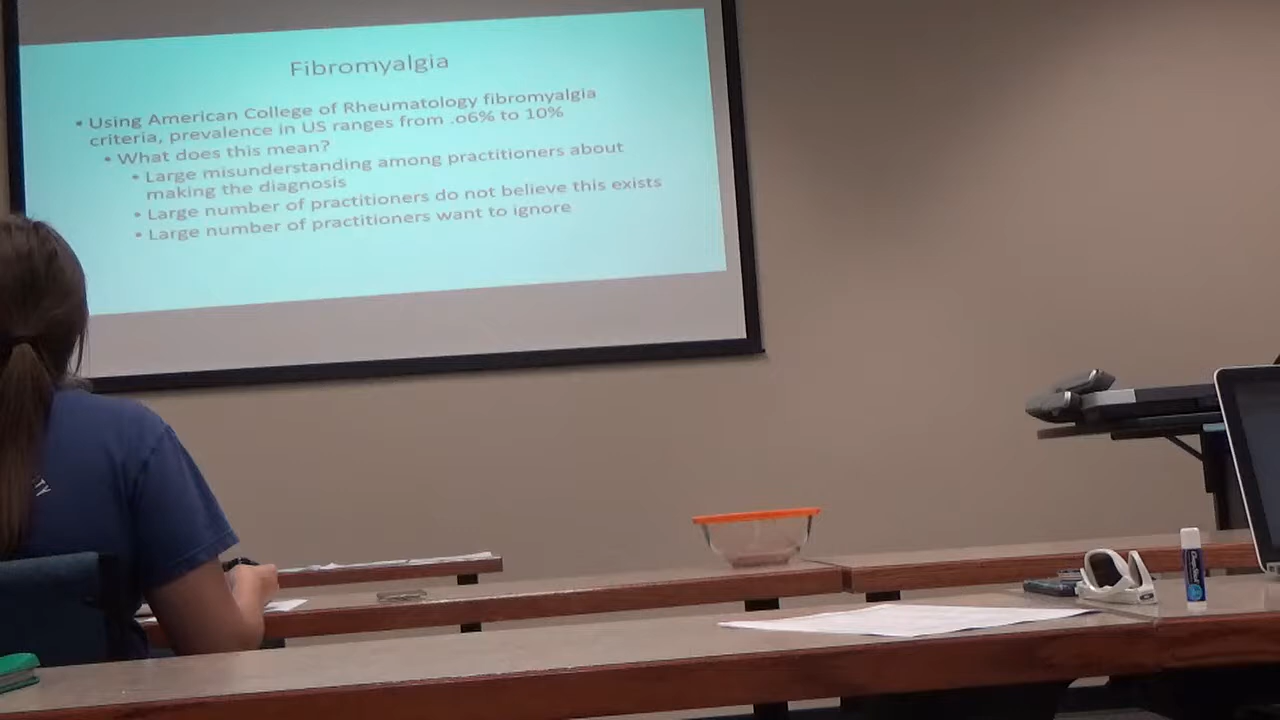 Fibromyalgia
• Using American College of Rheumatology fibromyalgia
criteria, prevalence in US ranges from .o6% to 10%
• What does this mean?
• Large misunderstanding among practitioners about
making the diagnosis
• Large number of practitioners do not believe this exists
• Large number of practitioners want to ignore